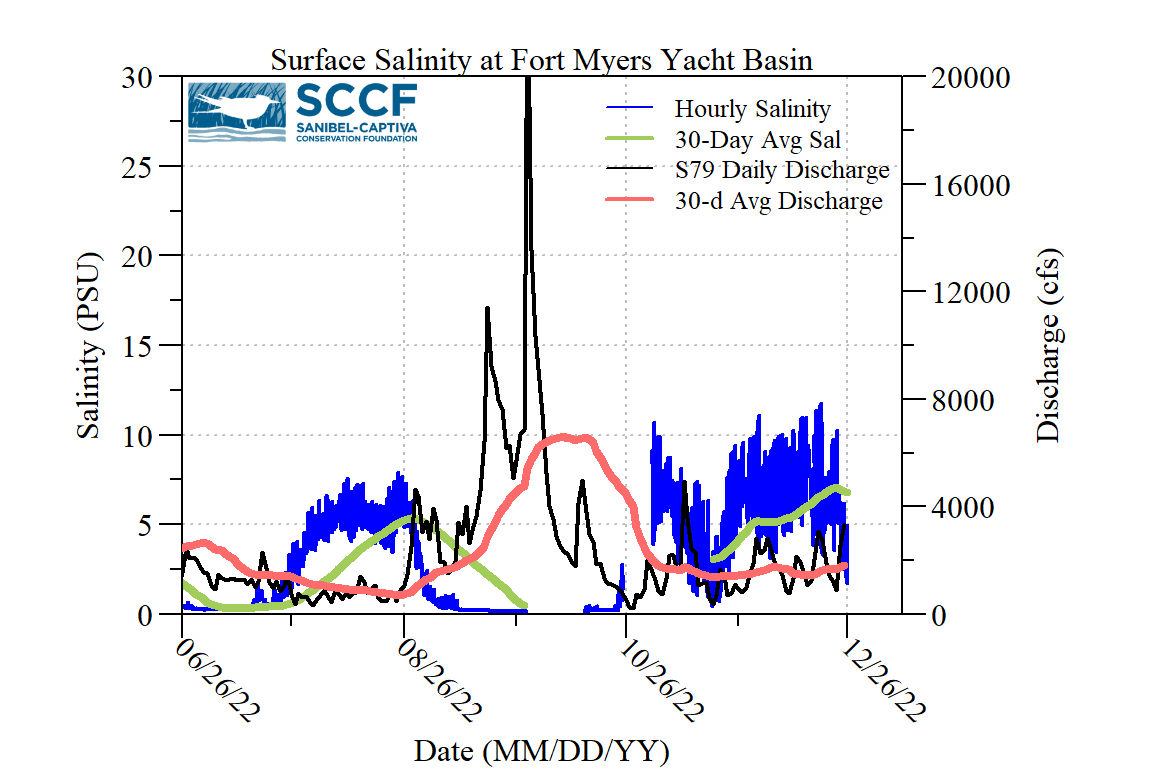 Surface Salinity at Fort Myers Yacht Basin
SCCF
SANIBEL-CAPTIVA
CONSERVATION FOUNDATION
Hourly Salinity
30-Day Avg Sal
S79 Daily Discharge
30-d Avg Discharge
Salinity (PSU)
30
25
20
15
10
5
0
Discharge (cfs)
20000
16000
12000
8000
4000
0
06/26/22
08/26/22
10/26/22
12/26/22
Date (MM/DD/YY)